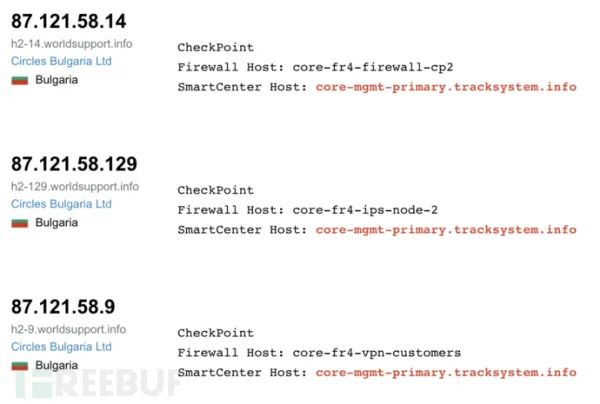 87.121.58.14
h2-14.worldsupport.info
Circles Bulgaria Ltd
Bulgaria
CheckPoint
Firewall Host: core-fr4-firewall-cp2
SmartCenter Host: core-mgmt-primary.tracksystem.info
87.121.58.129
h2-129.worldsupport.info
Circles Bulgaria Ltd
Bulgaria
CheckPoint
Firewall Host: core-fr4-ips-node-2
SmartCenter Host: core-mgmt-primary.tracksystem.info
87.121.58.9
h2-9.worldsupport.info
Circles Bulgaria Ltd
Bulgaria
CheckPoint
Firewall Host: core-fr4-vpn-customers
SmartCenter Host: core-mgmt-primary.tracksystem.info
FREEBUF